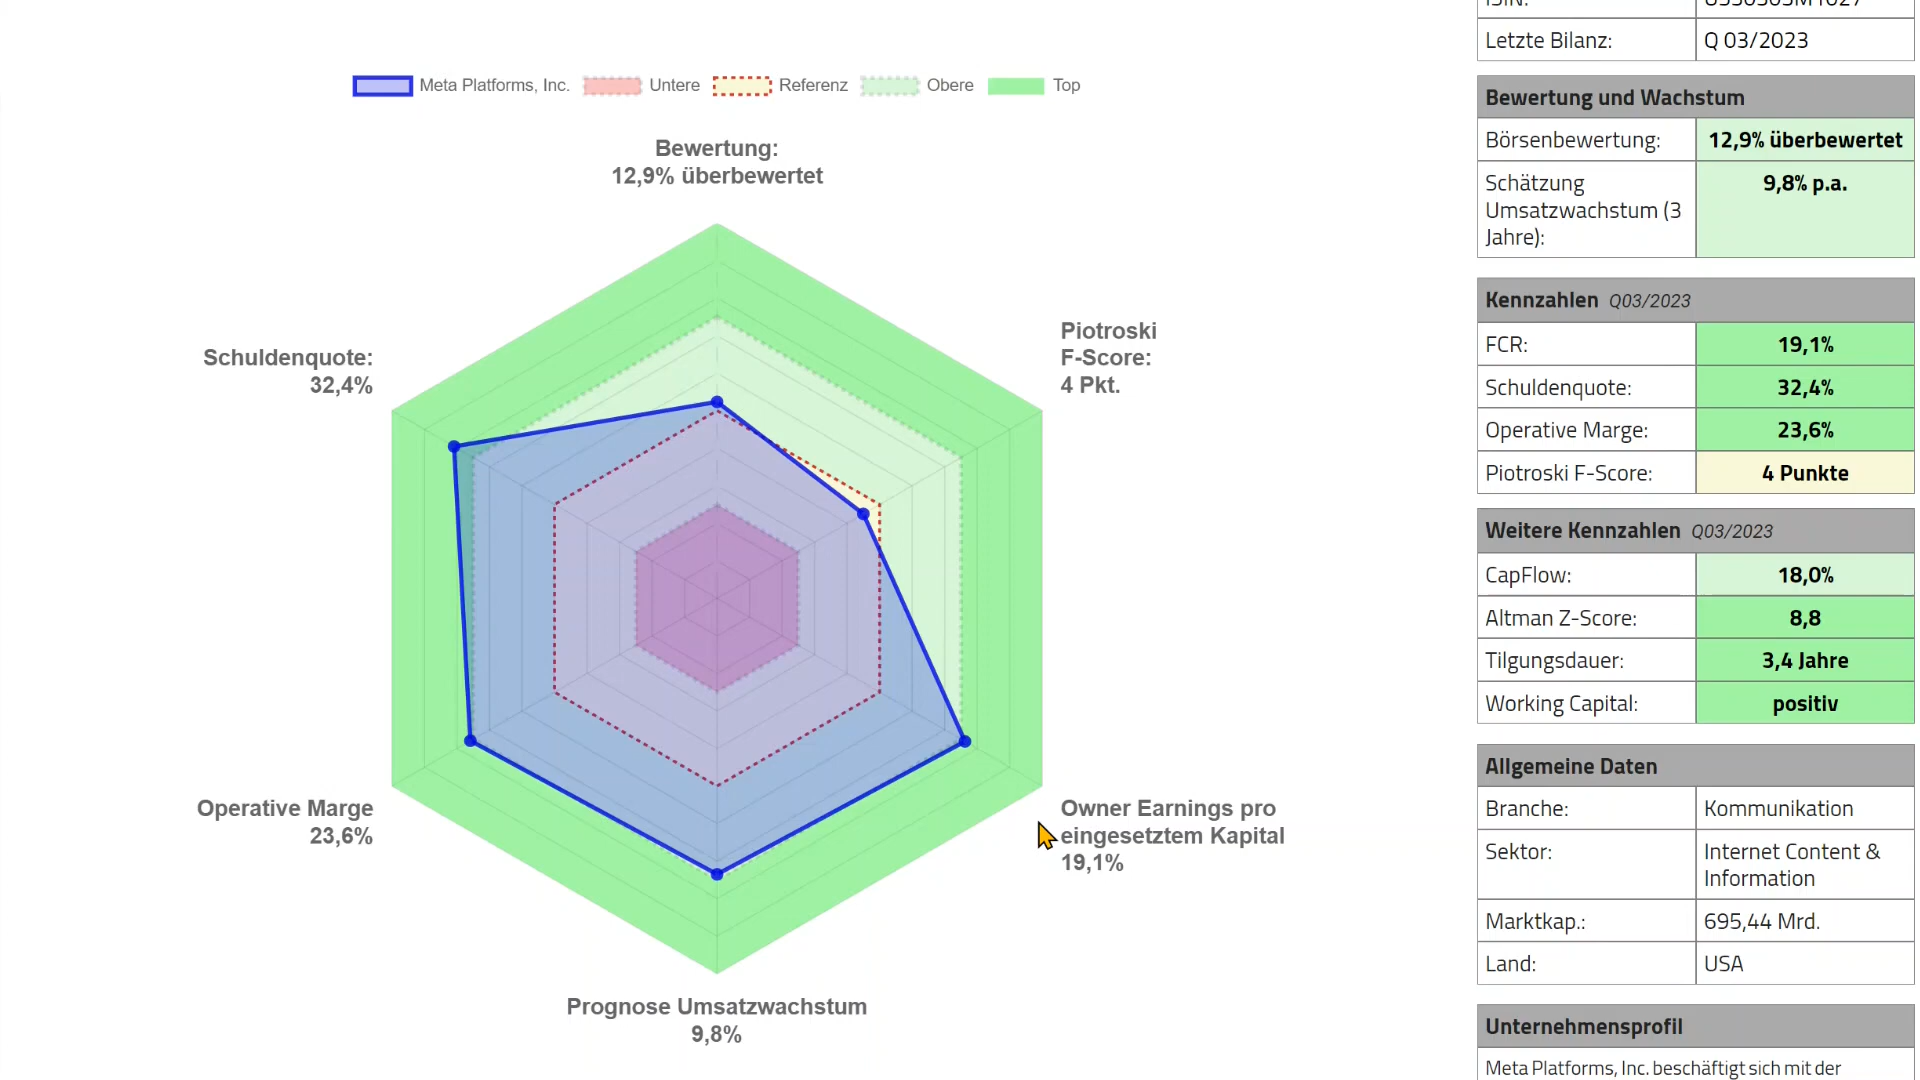 Letzte Bilanz: Q 03/2023
Meta Platforms, Inc. Untere Referenz Obere Top
Bewertung:
12,9% überbewertet
Piotroski
F-Score:
4 Pkt.
Schuldenquote:
32,4%
Operative Marge
23,6%
Owner Earnings pro
eingesetztem Kapital
19,1%
Prognose Umsatzwachstum
9,8%
Bewertung und Wachstum
Börsenbewertung: 12,9% überbewertet
Schätzung 9,8% p.a.
Umsatzwachstum (3
Jahre):
Kennzahlen Q03/2023
FCR: 19,1%
Schuldenquote: 32,4%
Operative Marge: 23,6%
Piotroski F-Score: 4 Punkte
Weitere Kennzahlen Q03/2023
CapFlow: 18,0%
Altman Z-Score: 8,8
Tilgungsdauer: 3,4 Jahre
Working Capital: positiv
Allgemeine Daten
Branche: Kommunikation
Sektor: Internet Content &
Information
Marktkap.: 695,44 Mrd.
Land: USA
Unternehmensprofil
Meta Platforms, Inc. beschäftigt sich mit der